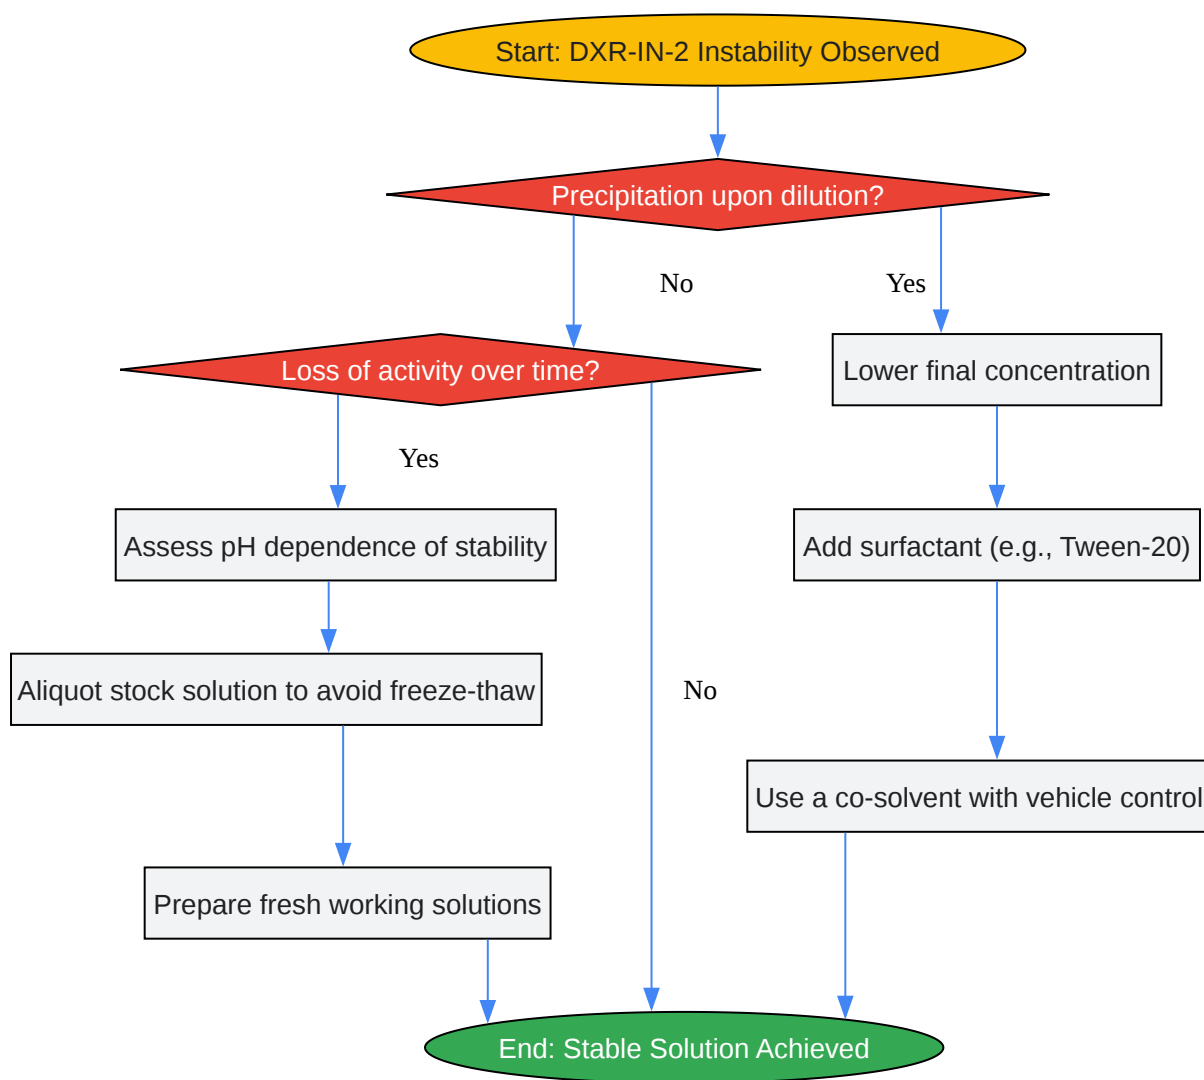 Start: DXR-IN-2 Instability Observed
Precipitation upon dilution?
No
Yes
Loss of activity over time?
Lower final concentration
Yes
Assess pH dependence of stability
Add surfactant (e.g., Tween-20)
Aliquot stock solution to avoid freeze-thaw
No
Use a co-solvent with vehicle control
Prepare fresh working solutions
End: Stable Solution Achieved